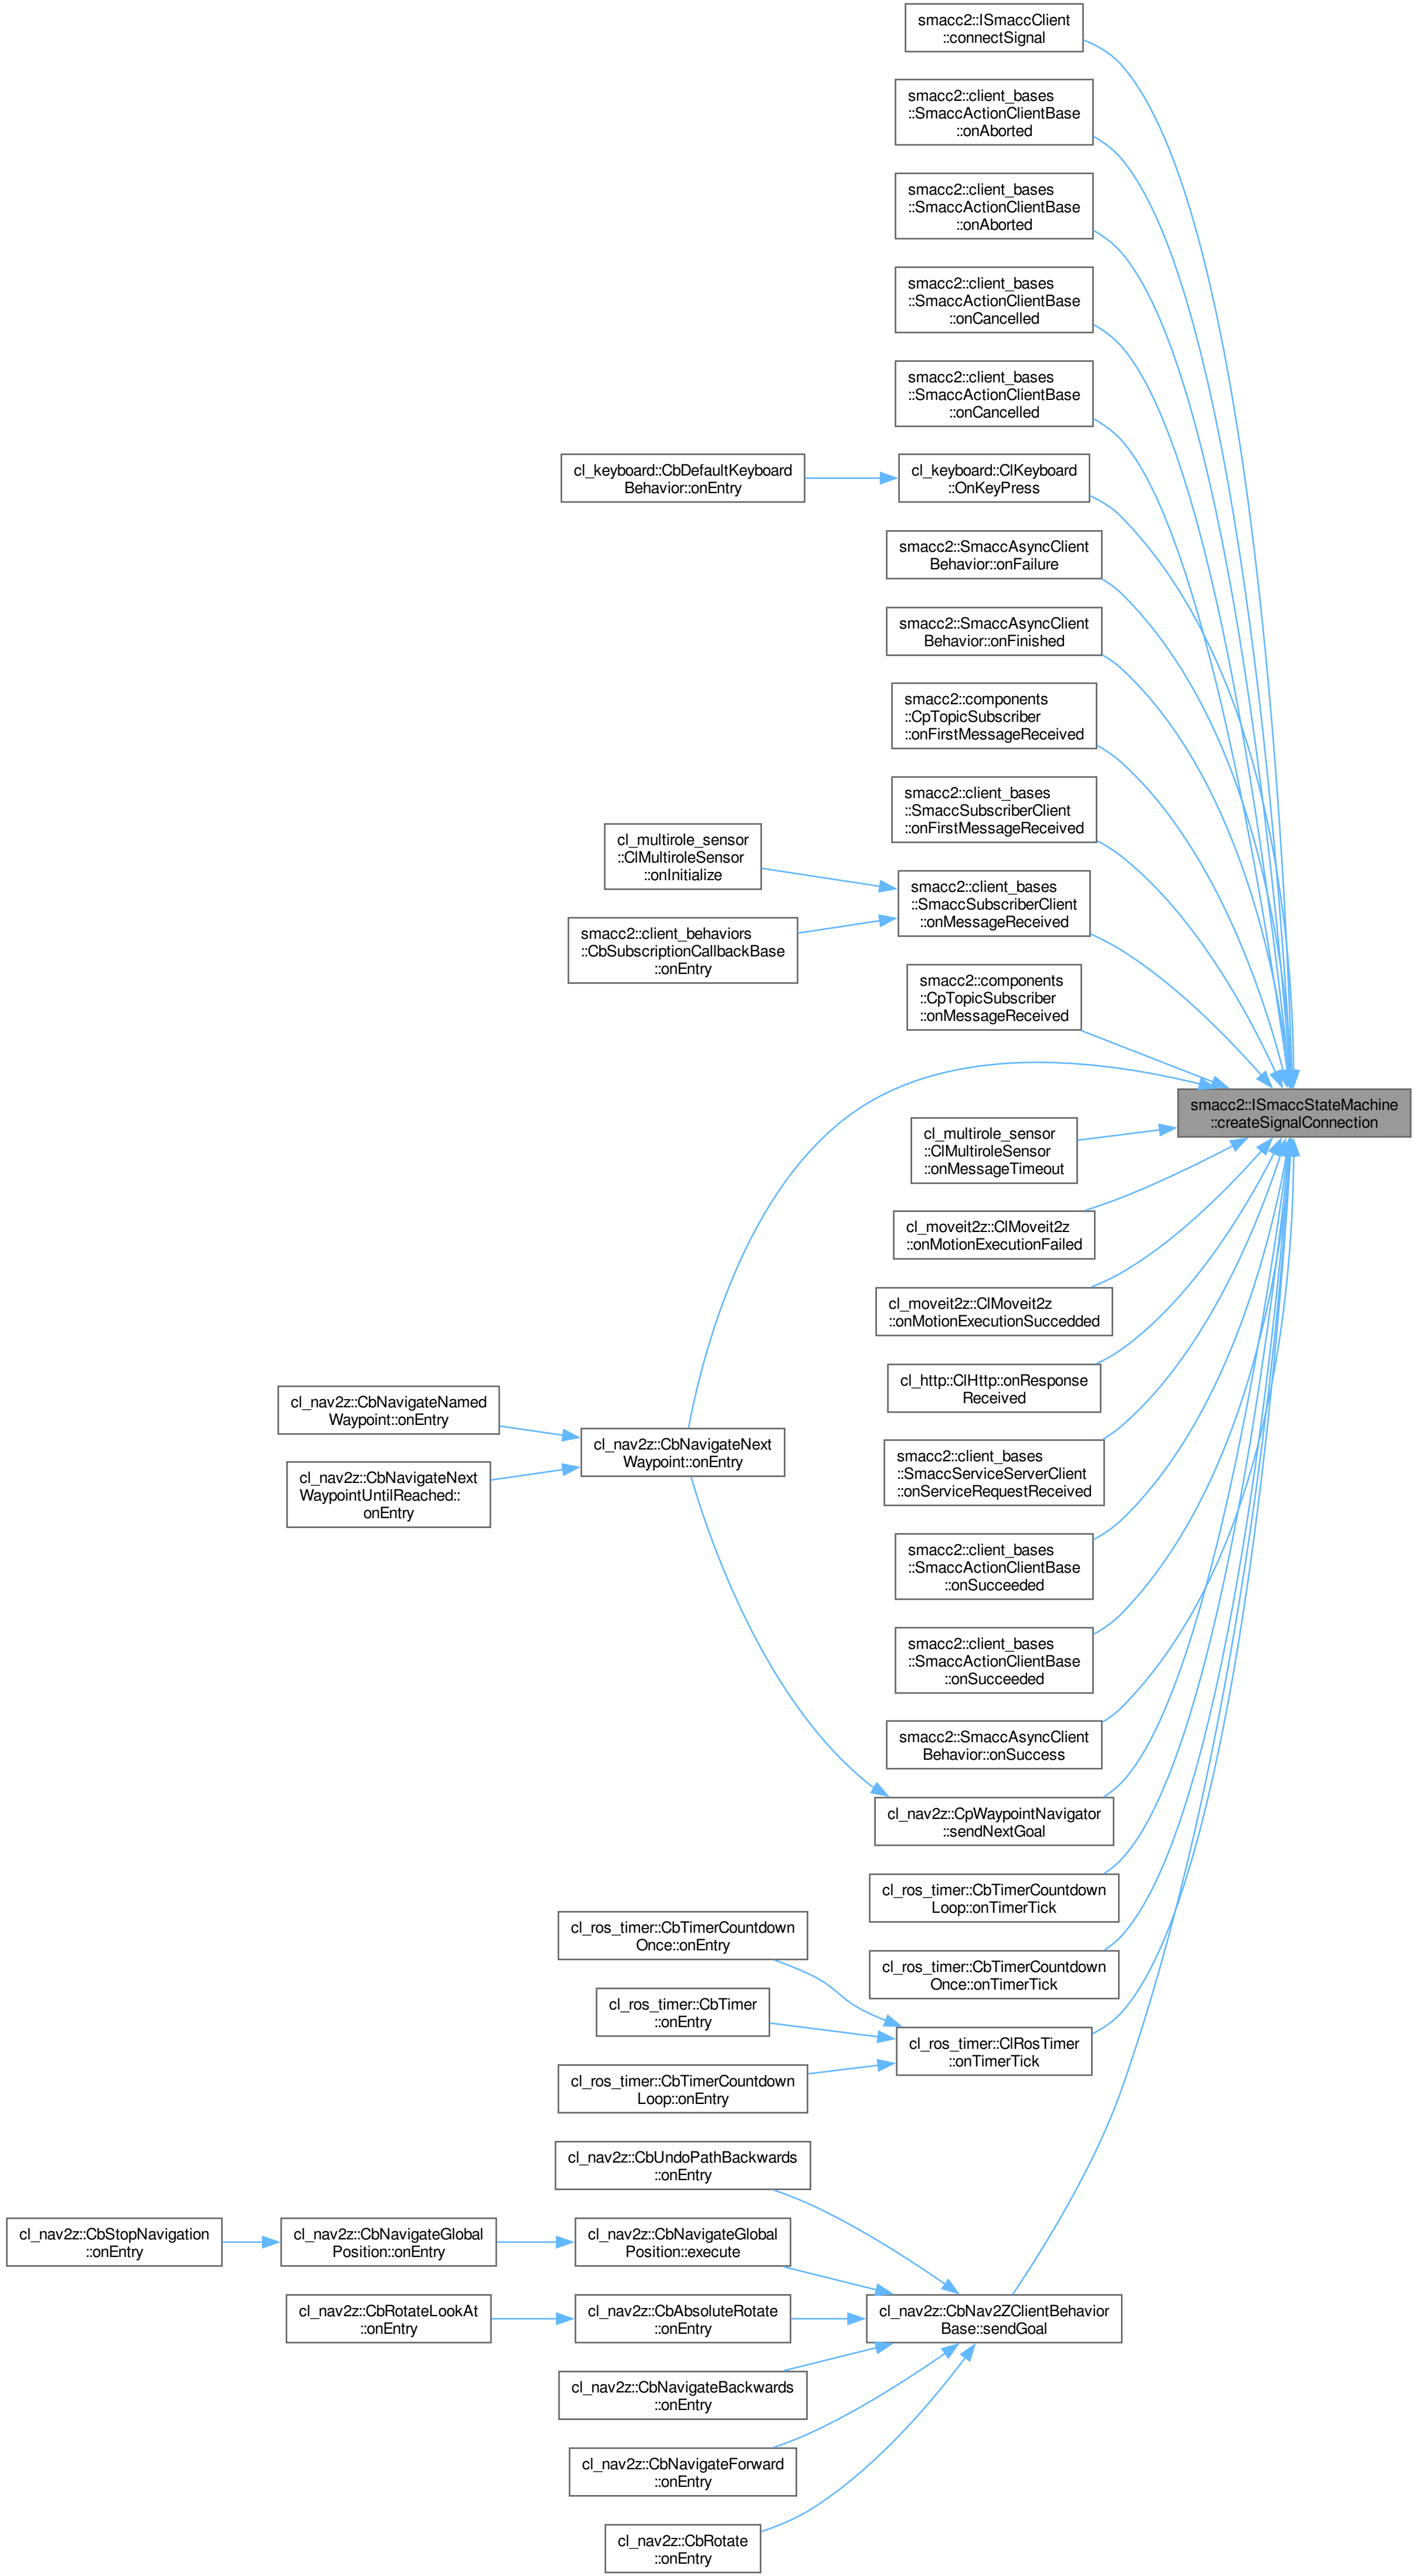 smacc2::ISmaccClient
::connectSignal
smacc2::client_bases
::SmaccActionClientBase
::onAborted
smacc2::client_bases
::SmaccActionClientBase
::onAborted
smacc2::client_bases
::SmaccActionClientBase
::onCancelled
smacc2::client_bases
::SmaccActionClientBase
::onCancelled
cl_keyboard::CbDefaultKeyboard
Behavior::onEntry
cl_keyboard::ClKeyboard
::OnKeyPress
smacc2::SmaccAsyncClient
Behavior::onFailure
smacc2::SmaccAsyncClient
Behavior::onFinished
smacc2::components
::CpTopicSubscriber
::onFirstMessageReceived
smacc2::client_bases
::SmaccSubscriberClient
::onFirstMessageReceived
cl_multirole_sensor
::ClMultiroleSensor
::onInitialize
smacc2::client_behaviors
::CbSubscriptionCallbackBase
::onEntry
smacc2::client_bases
::SmaccSubscriberClient
::onMessageReceived
smacc2::components
::CpTopicSubscriber
::onMessageReceived
smacc2::ISmaccStateMachine
::createSignalConnection
cl_multirole_sensor
::ClMultiroleSensor
::onMessageTimeout
cl_moveit2z::ClMoveit2z
::onMotionExecutionFailed
cl_moveit2z::ClMoveit2z
::onMotionExecutionSuccedded
cl_http::ClHttp::onResponse
Received
cl_nav2z::CbNavigateNamed
Waypoint::onEntry
cl_nav2z::CbNavigateNext
WaypointUntilReached::
onEntry
cl_nav2z::CbNavigateNext
Waypoint::onEntry
smacc2::client_bases
::SmaccServiceServerClient
::onServiceRequestReceived
smacc2::client_bases
::SmaccActionClientBase
::onSucceeded
smacc2::client_bases
::SmaccActionClientBase
::onSucceeded
smacc2::SmaccAsyncClient
Behavior::onSuccess
cl_nav2z::CpWaypointNavigator
::sendNextGoal
cl_ros_timer::CbTimerCountdown
Loop::onTimerTick
cl_ros_timer::CbTimerCountdown
Once::onTimerTick
cl_ros_timer::CbTimerCountdown
Once::onEntry
cl_ros_timer::CbTimer
::onEntry
cl_ros_timer::CbTimerCountdown
Loop::onEntry
cl_ros_timer::ClRosTimer
::onTimerTick
cl_nav2z::CbUndoPathBackwards
::onEntry
cl_nav2z::CbStopNavigation
::onEntry
cl_nav2z::CbNavigateGlobal
Position::onEntry
cl_nav2z::CbNavigateGlobal
Position::execute
cl_nav2z::CbRotateLookAt
::onEntry
cl_nav2z::CbAbsoluteRotate
::onEntry
cl_nav2z::CbNav2ZClientBehavior
Base::sendGoal
cl_nav2z::CbNavigateBackwards
::onEntry
cl_nav2z::CbNavigateForward
::onEntry
cl_nav2z::CbRotate
::onEntry